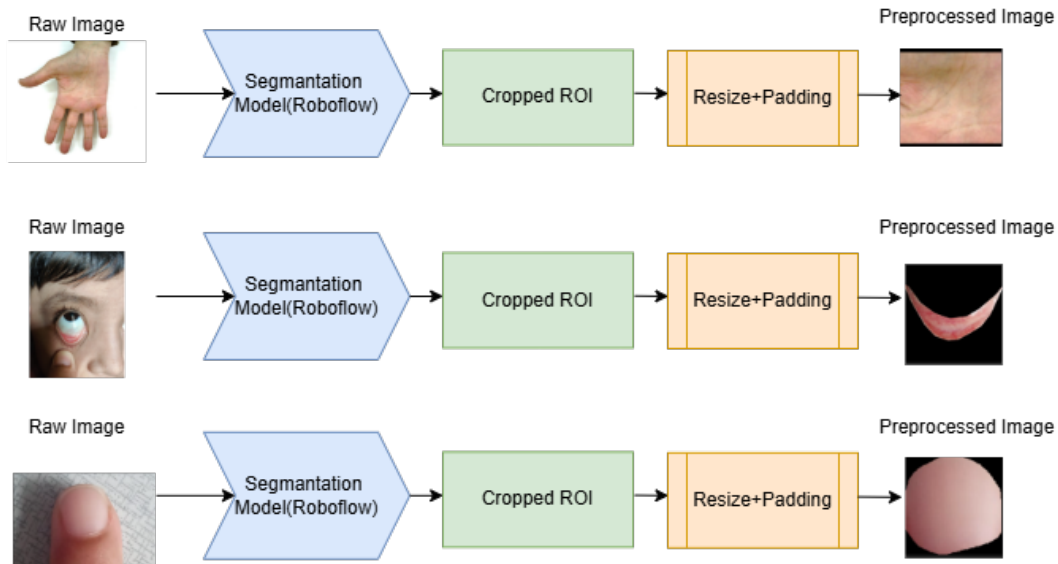 Raw Image
Preprocessed Image
Segmantation
Model(Roboflow)
Cropped ROI
Resize+Padding
Raw Image
Preprocessed Image
Segmantation
Model(Roboflow)
Cropped ROI
Resize+Padding
Raw Image
Preprocessed Image
Segmantation
Model(Roboflow)
Cropped ROI
Resize+Padding